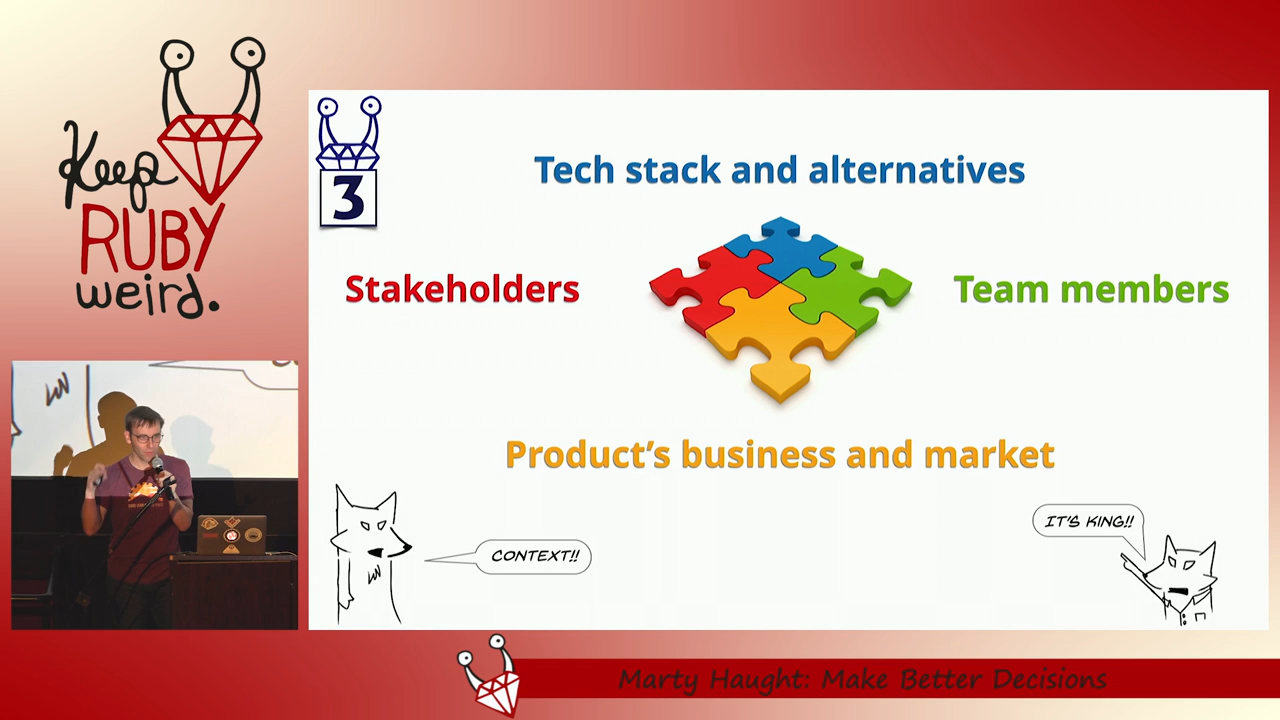 Keep
RUBY
weird.
3
Tech stack and alternatives
Stakeholders
Team members
Product’s business and market
CONTEXT!!
IT'S KING!!
Marty Haught: Make Better Decisions